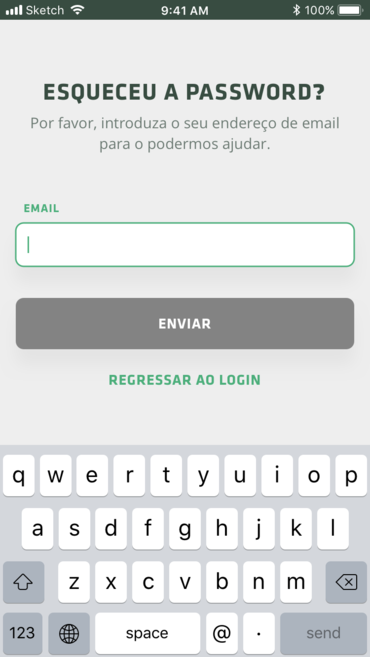 Sketch 9:41 AM 100%
ESQUECEU A PASSWORD?
Por favor, introduza o seu endereço de email
para o podermos ajudar.
EMAIL
ENVIAR
REGRESSAR AO LOGIN
q w e r t y u i o p
a s d f g h j k l
z x c v b n m
123 space @ . send